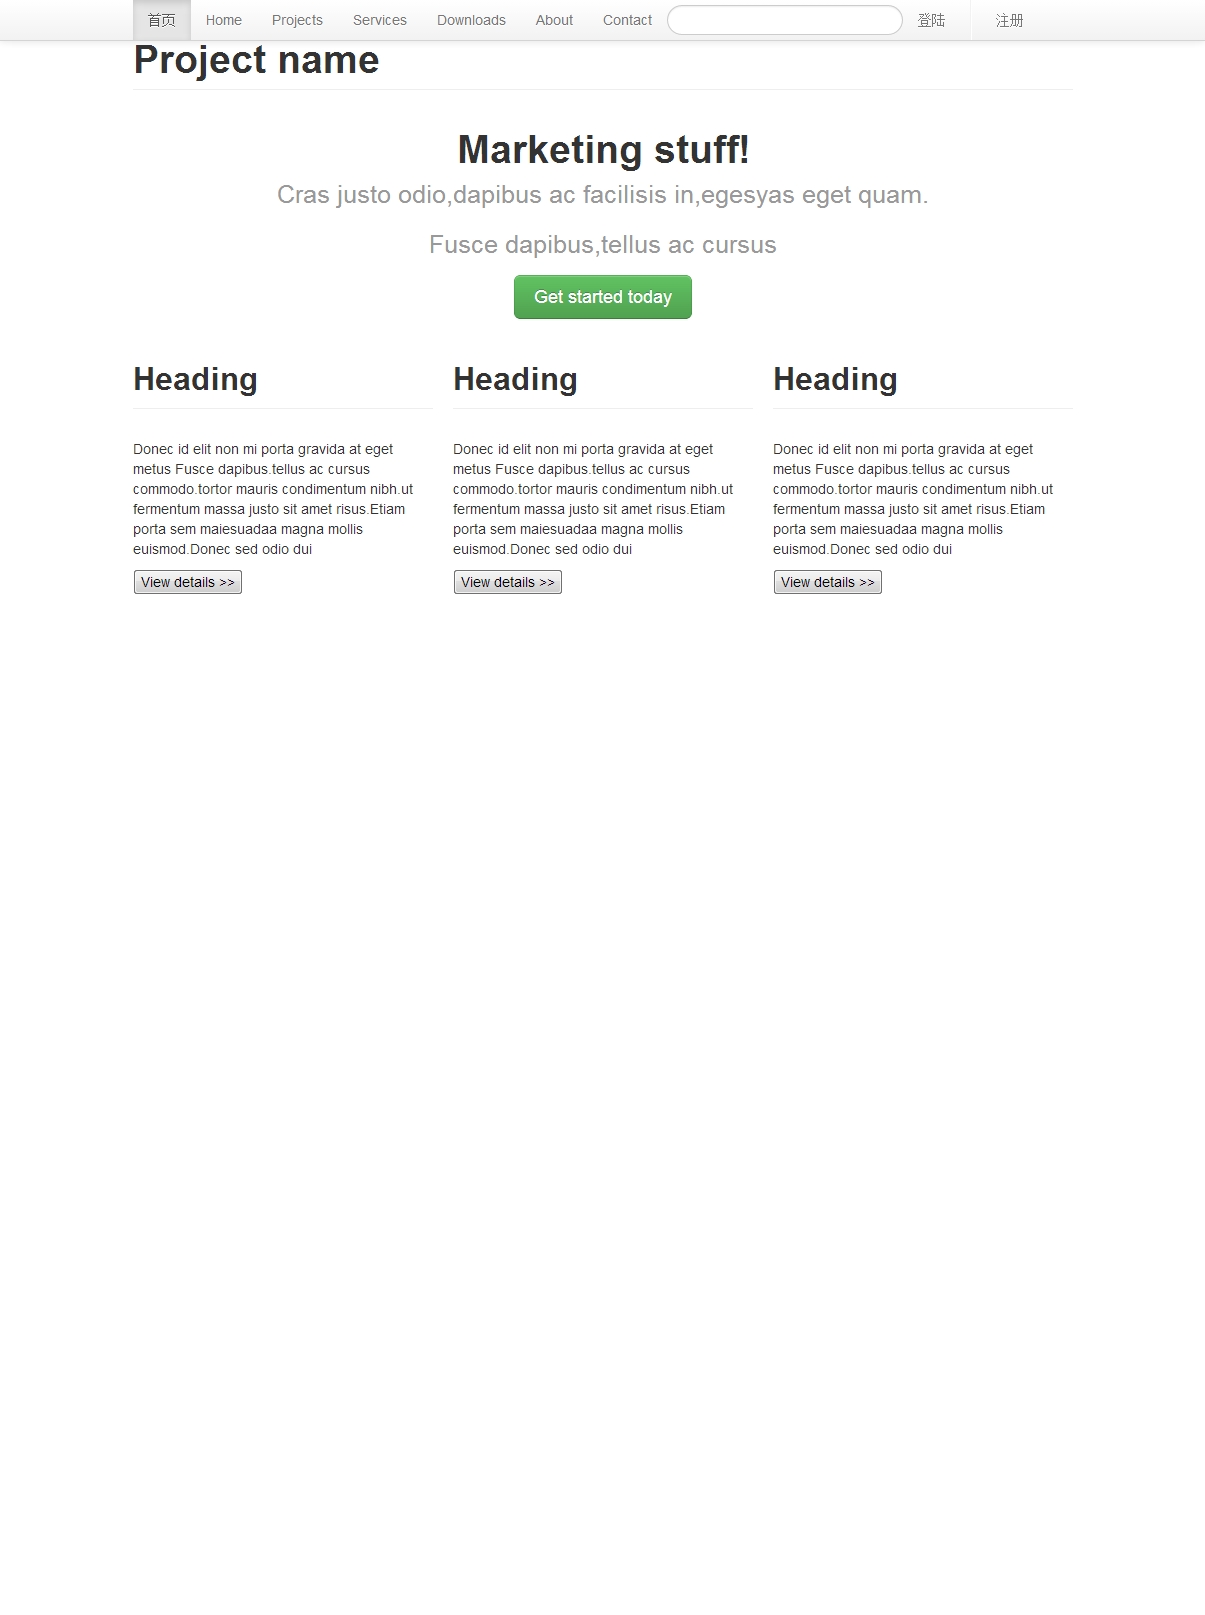 首页 Home Projects Services Downloads About Contact 登陆 注册
Project name
Marketing stuff!
Cras justo odio,dapibus ac facilisis in,egesyas eget quam.
Fusce dapibus,tellus ac cursus
Get started today
Heading
Donec id elit non mi porta gravida at eget
metus Fusce dapibus.tellus ac cursus
commodo.tortor mauris condimentum nibh.ut
fermentum massa justo sit amet risus.Etiam
porta sem maiesuadaa magna mollis
euismod.Donec sed odio dui
View details >>
Heading
Donec id elit non mi porta gravida at eget
metus Fusce dapibus.tellus ac cursus
commodo.tortor mauris condimentum nibh.ut
fermentum massa justo sit amet risus.Etiam
porta sem maiesuadaa magna mollis
euismod.Donec sed odio dui
View details >>
Heading
Donec id elit non mi porta gravida at eget
metus Fusce dapibus.tellus ac cursus
commodo.tortor mauris condimentum nibh.ut
fermentum massa justo sit amet risus.Etiam
porta sem maiesuadaa magna mollis
euismod.Donec sed odio dui
View details >>